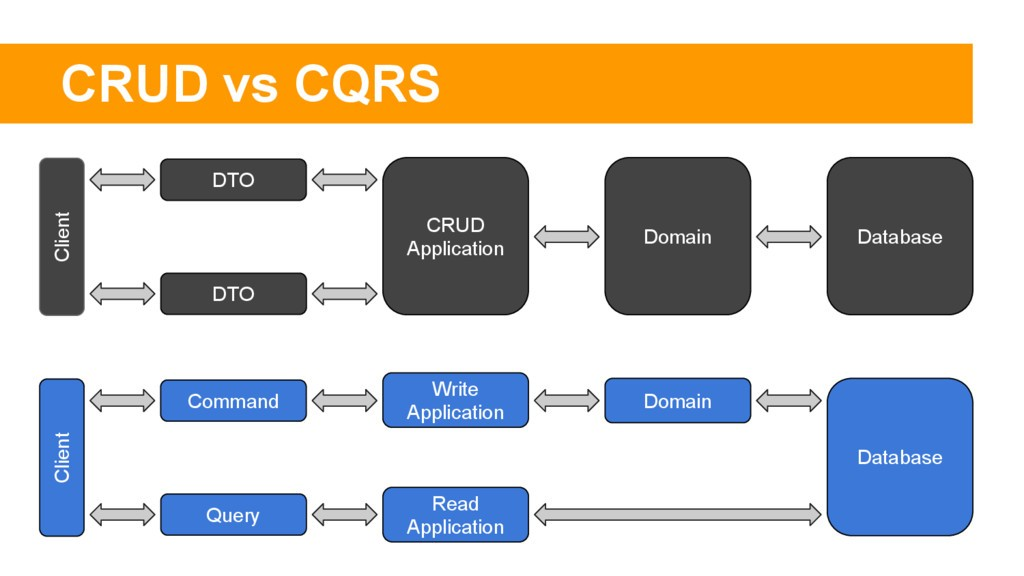 CRUD vs CQRS
Client
DTO
DTO
CRUD
Application
Domain
Database
Client
Command
Write
Application
Domain
Query
Read
Application
Database